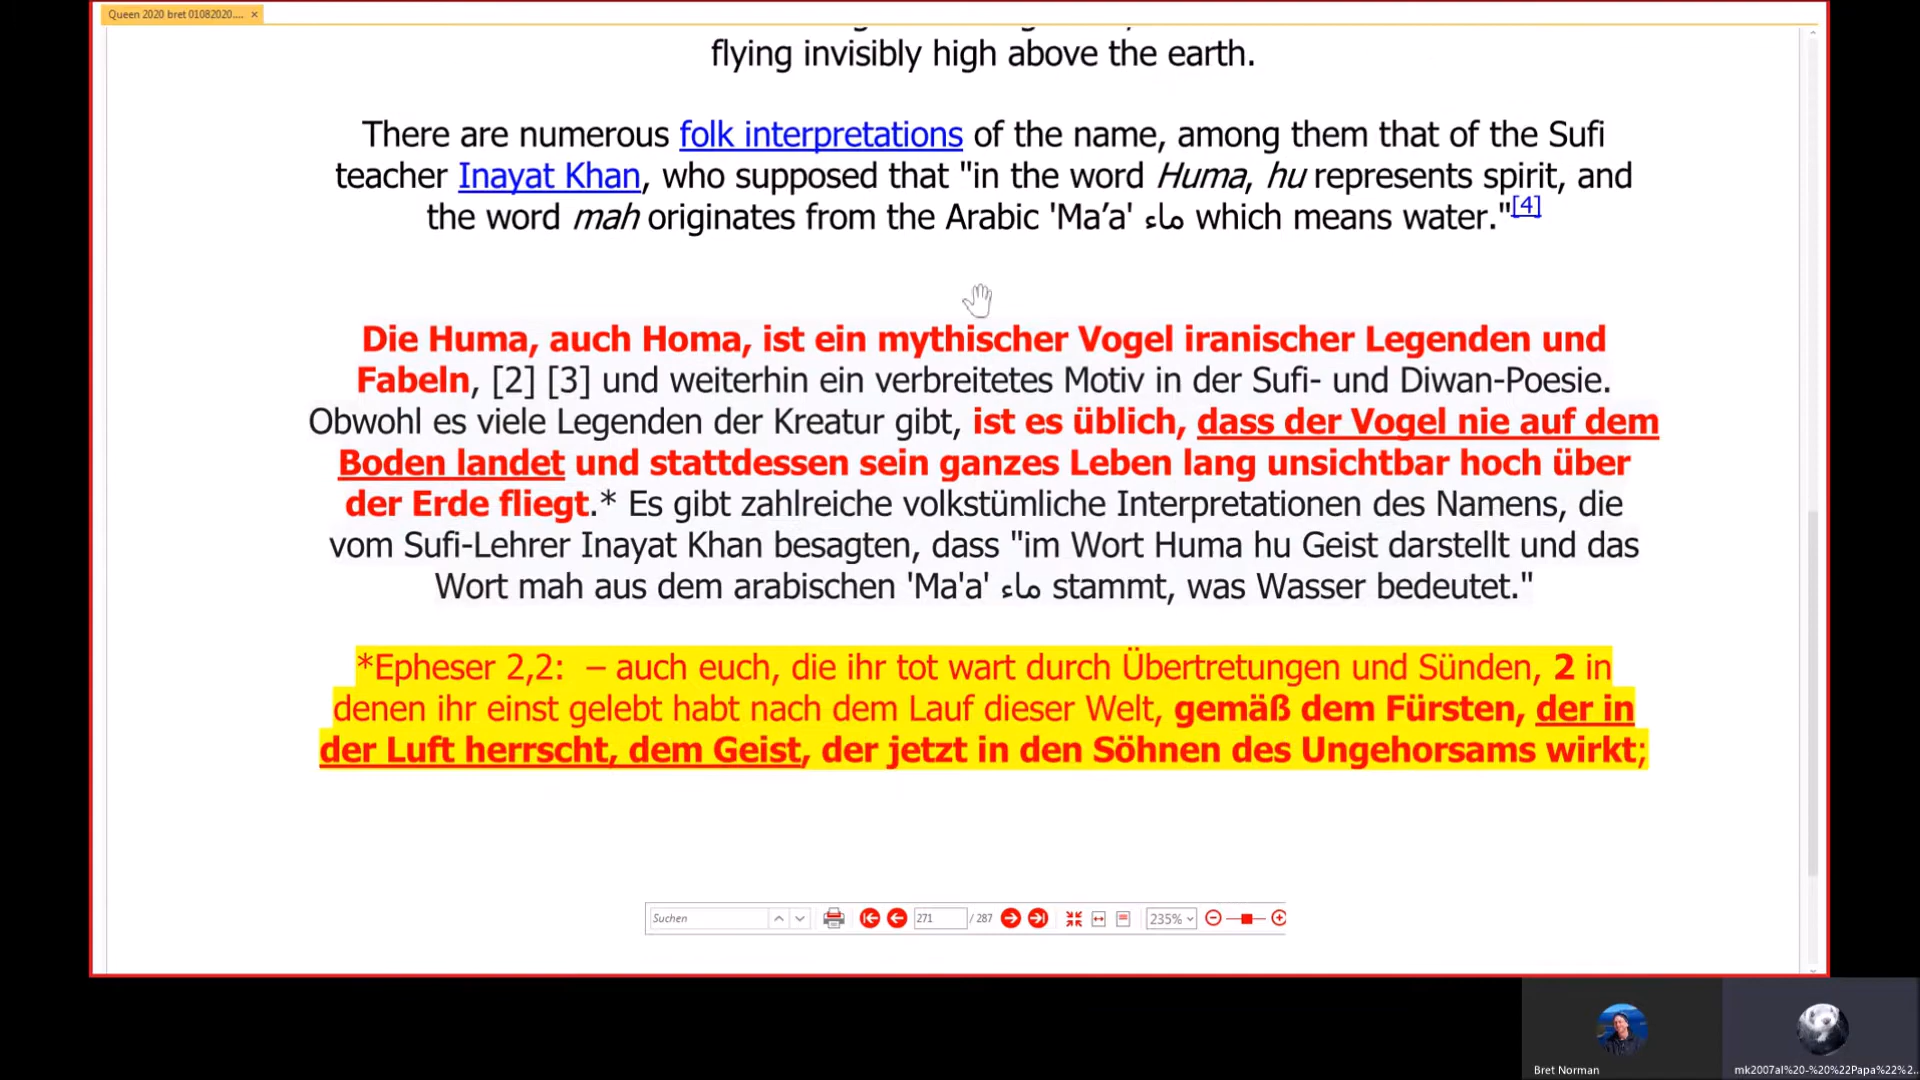 Queen 2020 bret 01082020....
flying invisibly high above the earth.
There are numerous folk interpretations of the name, among them that of the Sufi
teacher Inayat Khan, who supposed that "in the word Huma, hu represents spirit, and
the word mah originates from the Arabic 'Ma’a' ماء which means water."[4]
Die Huma, auch Homa, ist ein mythischer Vogel iranischer Legenden und
Fabeln, [2] [3] und weiterhin ein verbreitetes Motiv in der Sufi- und Diwan-Poesie.
Obwohl es viele Legenden der Kreatur gibt, ist es üblich, dass der Vogel nie auf dem
Boden landet und stattdessen sein ganzes Leben lang unsichtbar hoch über
der Erde fliegt.* Es gibt zahlreiche volkstümliche Interpretationen des Namens, die
vom Sufi-Lehrer Inayat Khan besagten, dass "im Wort Huma hu Geist darstellt und das
Wort mah aus dem arabischen 'Ma'a' ماء stammt, was Wasser bedeutet."
*Epheser 2,2: – auch euch, die ihr tot wart durch Übertretungen und Sünden, 2 in
denen ihr einst gelebt habt nach dem Lauf dieser Welt, gemäß dem Fürsten, der in
der Luft herrscht, dem Geist, der jetzt in den Söhnen des Ungehorsams wirkt;
Suchen 271 / 287 235%
Bret Norman
mk2007al%20-%20%22Papa%22%2...